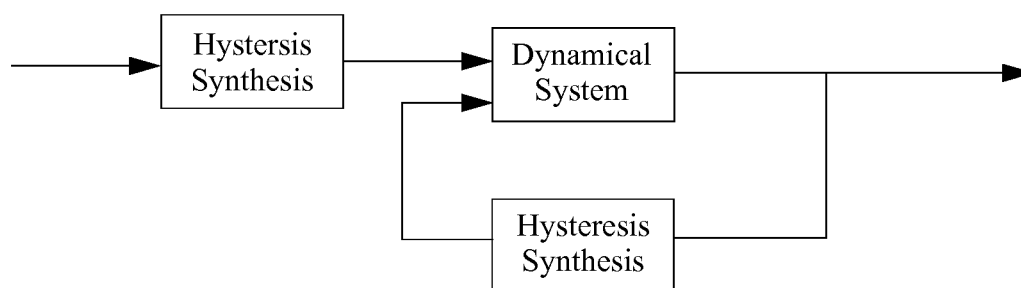 Hystersis
Synthesis
Dynamical
System
Hysteresis
Synthesis